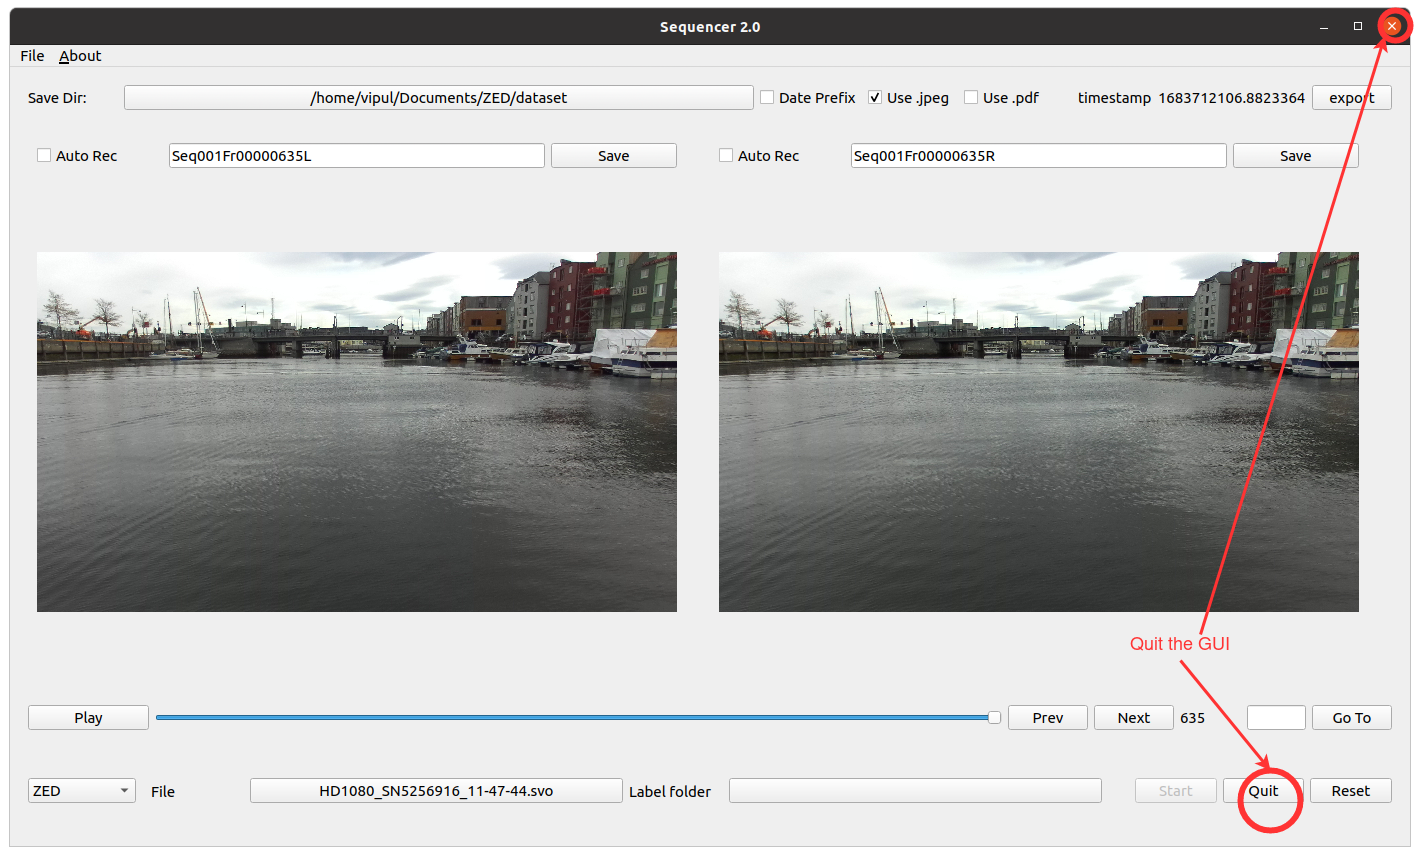 Sequencer 2.0
File About
Save Dir: /home/vipul/Documents/ZED/dataset Date Prefix Use .jpeg Use .pdf timestamp 1683712106.8823364 export
Auto Rec Seq001Fr00000635L Save Auto Rec Seq001Fr00000635R Save
Quit the GUI
Play Prev Next 635 Go To
ZED File HD1080_SN5256916_11-47-44.svo Label folder Start Quit Reset